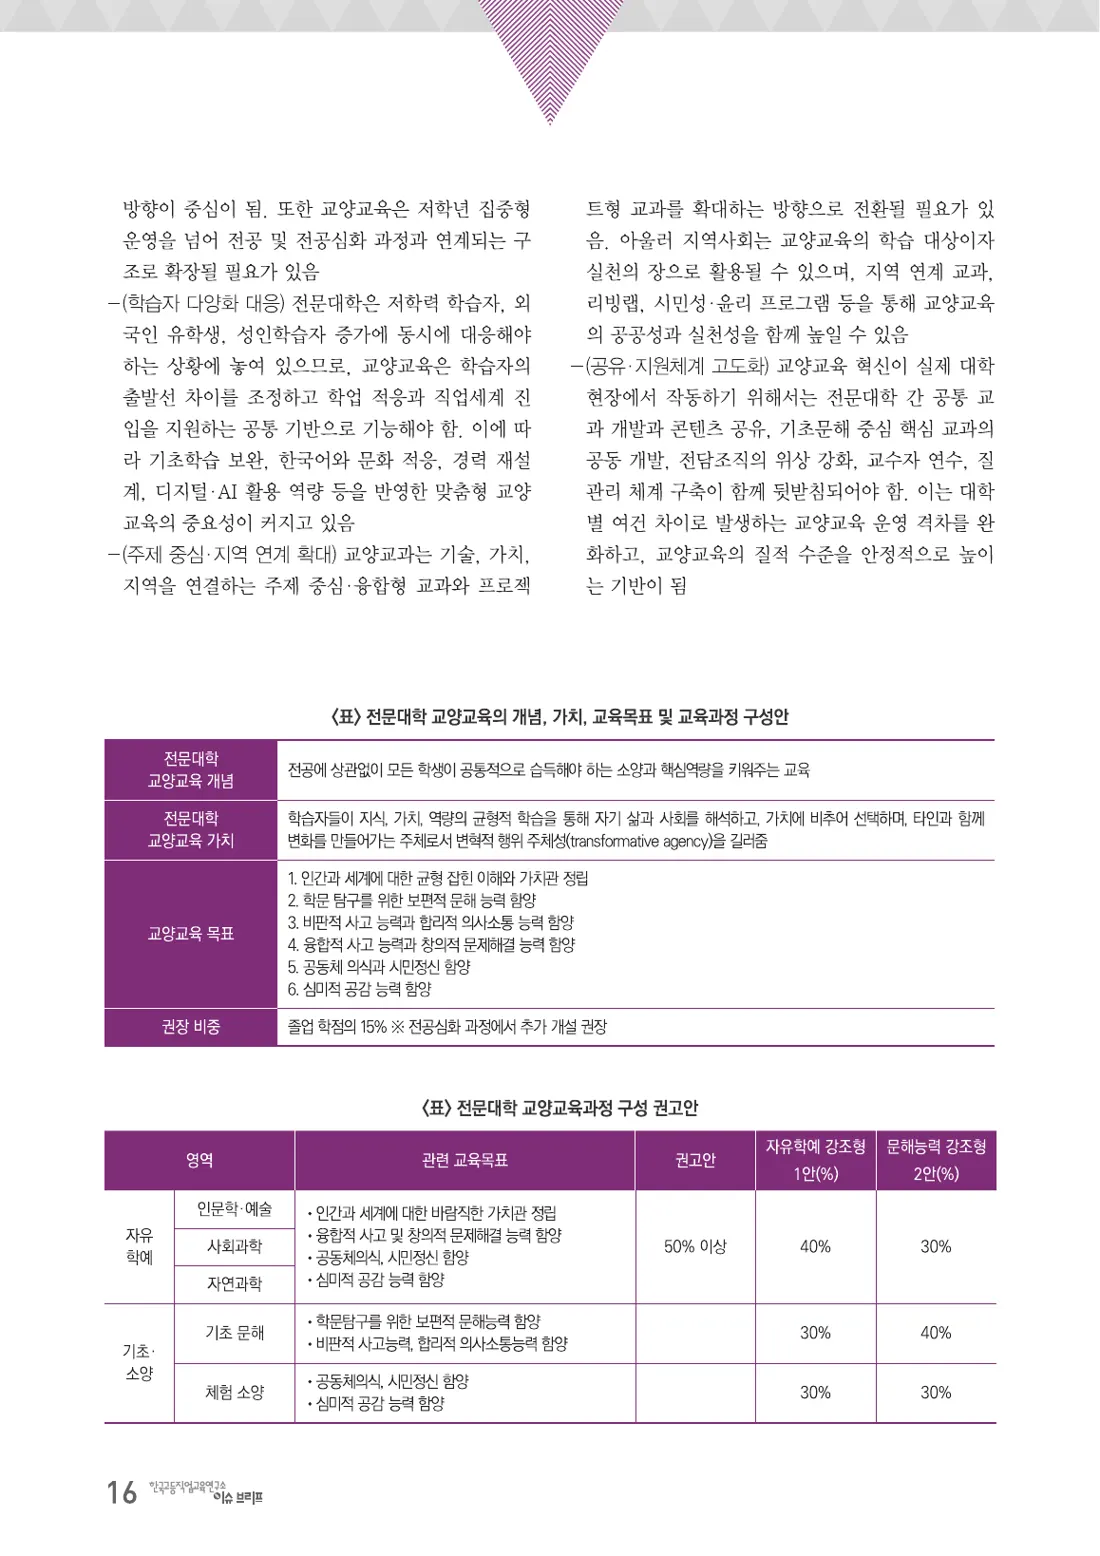 방향이 중심이 됨. 또한 교양교육은 저학년 집중형
운영을 넘어 전공 및 전공심화 과정과 연계되는 구
조로 확장될 필요가 있음
-(학습자 다양화 대응) 전문대학은 저학력 학습자, 외
국인 유학생, 성인학습자 증가에 동시에 대응해야
하는 상황에 놓여 있으므로, 교양교육은 학습자의
출발선 차이를 조정하고 학업 적응과 직업세계 진
입을 지원하는 공통 기반으로 기능해야 함. 이에 따
라 기초학습 보완, 한국어와 문화 적응, 경력 재설
계, 디지털·AI 활용 역량 등을 반영한 맞춤형 교양
교육의 중요성이 커지고 있음
-(주제 중심·지역 연계 확대) 교양교과는 기술, 가치,
지역을 연결하는 주제 중심·융합형 교과와 프로젝
트형 교과를 확대하는 방향으로 전환될 필요가 있
음. 아울러 지역사회는 교양교육의 학습 대상이자
실천의 장으로 활용될 수 있으며, 지역 연계 교과,
리빙랩, 시민성·윤리 프로그램 등을 통해 교양교육
의 공공성과 실천성을 함께 높일 수 있음
-(공유·지원체계 고도화) 교양교육 혁신이 실제 대학
현장에서 작동하기 위해서는 전문대학 간 공통 교
과 개발과 콘텐츠 공유, 기초문해 중심 핵심 교과의
공동 개발, 전담조직의 위상 강화, 교수자 연수, 질
관리 체계 구축이 함께 뒷받침되어야 함. 이는 대학
별 여건 차이로 발생하는 교양교육 운영 격차를 완
화하고, 교양교육의 질적 수준을 안정적으로 높이
는 기반이 됨
<표> 전문대학 교양교육의 개념, 가치, 교육목표 및 교육과정 구성안
전문대학
교양교육 개념
전공에 상관없이 모든 학생이 공통적으로 습득해야 하는 소양과 핵심역량을 키워주는 교육
전문대학
교양교육 가치
학습자들이 지식, 가치, 역량의 균형적 학습을 통해 자기 삶과 사회를 해석하고, 가치에 비추어 선택하며, 타인과 함께
변화를 만들어가는 주체로서 변혁적 행위 주체성(transformative agency)을 길러줌
교양교육 목표
1. 인간과 세계에 대한 균형 잡힌 이해와 가치관 정립
2. 학문 탐구를 위한 보편적 문해 능력 함양
3. 비판적 사고 능력과 합리적 의사소통 능력 함양
4. 융합적 사고 능력과 창의적 문제해결 능력 함양
5. 공동체 의식과 시민정신 함양
6. 심미적 공감 능력 함양
권장 비중
졸업 학점의 15% ※ 전공심화 과정에서 추가 개설 권장
<표> 전문대학 교양교육과정 구성 권고안
영역
관련 교육목표
권고안
자유학예 강조형
1안(%)
문해능력 강조형
2안(%)
자유
학예
인문학·예술
사회과학
자연과학
• 인간과 세계에 대한 바람직한 가치관 정립
• 융합적 사고 및 창의적 문제해결 능력 함양
• 공동체의식, 시민정신 함양
• 심미적 공감 능력 함양
50% 이상
40%
30%
기초·
소양
기초 문해
• 학문탐구를 위한 보편적 문해능력 함양
• 비판적 사고능력, 합리적 의사소통능력 함양
30%
40%
체험 소양
• 공동체의식, 시민정신 함양
• 심미적 공감 능력 함양
30%
30%
16
한국고등직업교육연구소
이슈 브리프